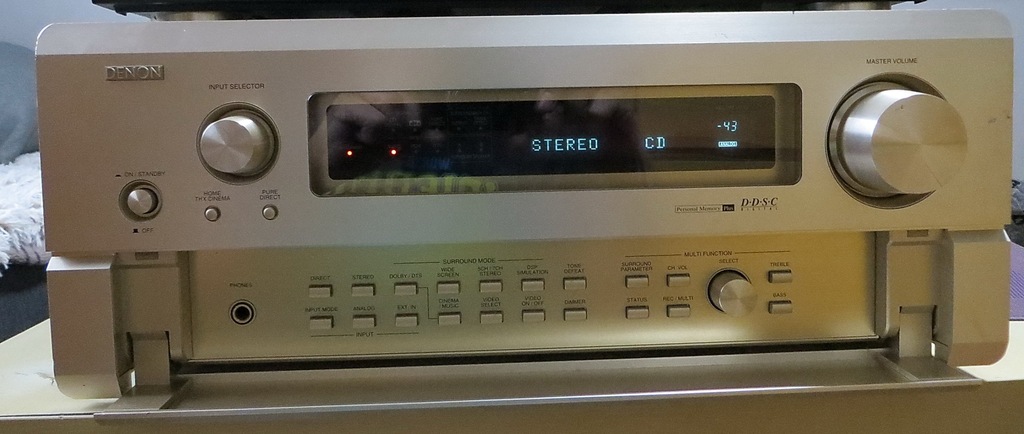 DENON
INPUT SELECTOR
MASTER VOLUME
STEREO CD -43
ANALOG
ON / STANDBY
OFF
HOME THX CINEMA
PURE DIRECT
Personal Memory Plus
D·D·S·C
DIGITAL
PHONES
SURROUND MODE
DIRECT STEREO DOLBY / DTS WIDE SCREEN 5CH / 7CH STEREO DSP SIMULATION TONE DEFEAT
INPUT MODE ANALOG EXT. IN CINEMA MUSIC VIDEO SELECT VIDEO ON / OFF DIMMER
INPUT
MULTI FUNCTION
SURROUND PARAMETER CH. VOL SELECT TREBLE
STATUS REC / MULTI BASS